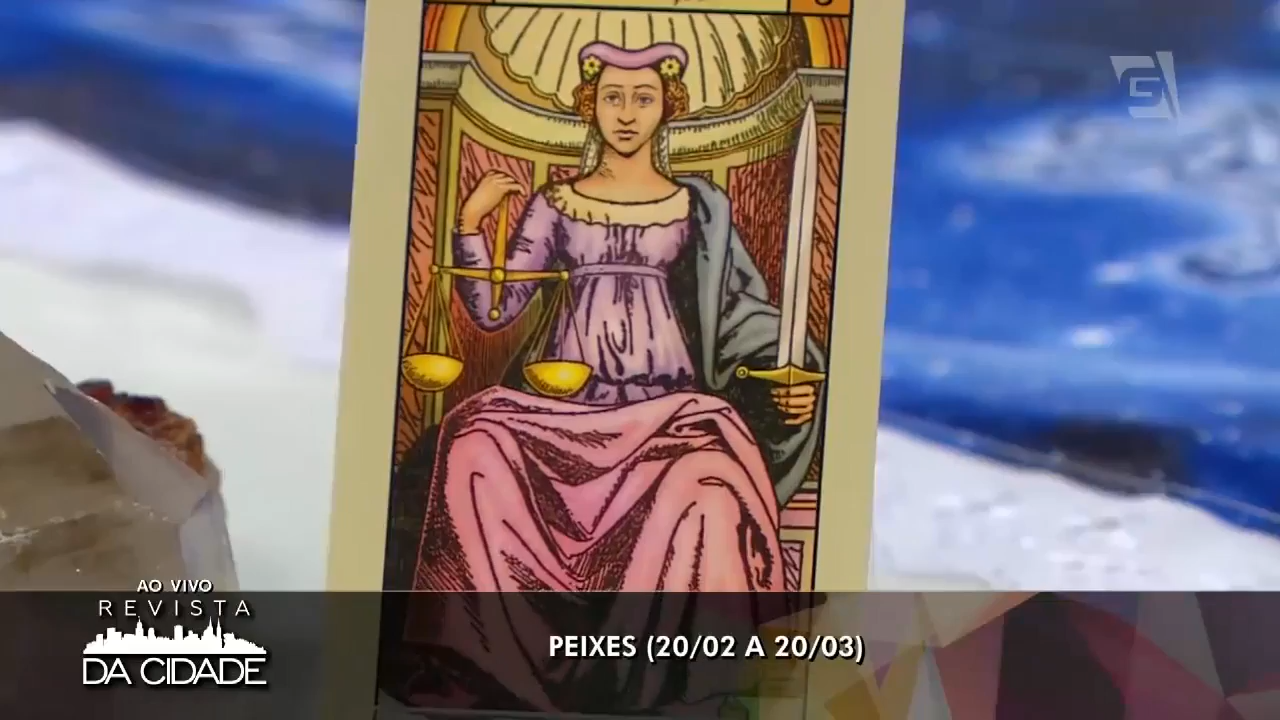 AO VIVO
REVISTA
DA CIDADE
PEIXES (20/02 A 20/03)